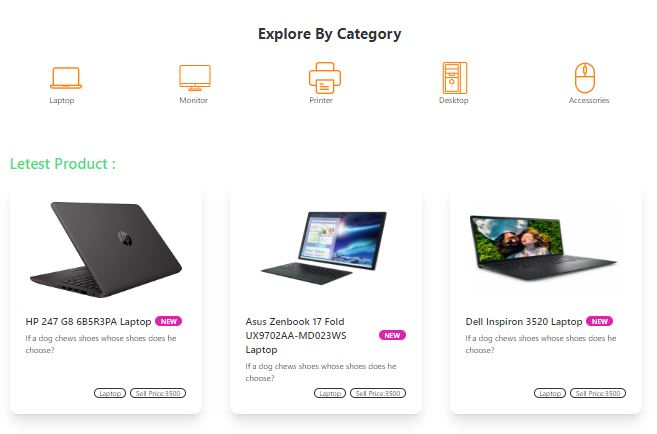 Explore By Category
Laptop
Monitor
Printer
Desktop
Accessories
Letest Product :
HP 247 G8 6B5R3PA Laptop NEW
If a dog chews shoes whose shoes does he
choose?
Laptop Sell Price:3500
Asus Zenbook 17 Fold
UX9702AA-MD023WS NEW
Laptop
If a dog chews shoes whose shoes does he
choose?
Laptop Sell Price:3500
Dell Inspiron 3520 Laptop NEW
If a dog chews shoes whose shoes does he
choose?
Laptop Sell Price:3500